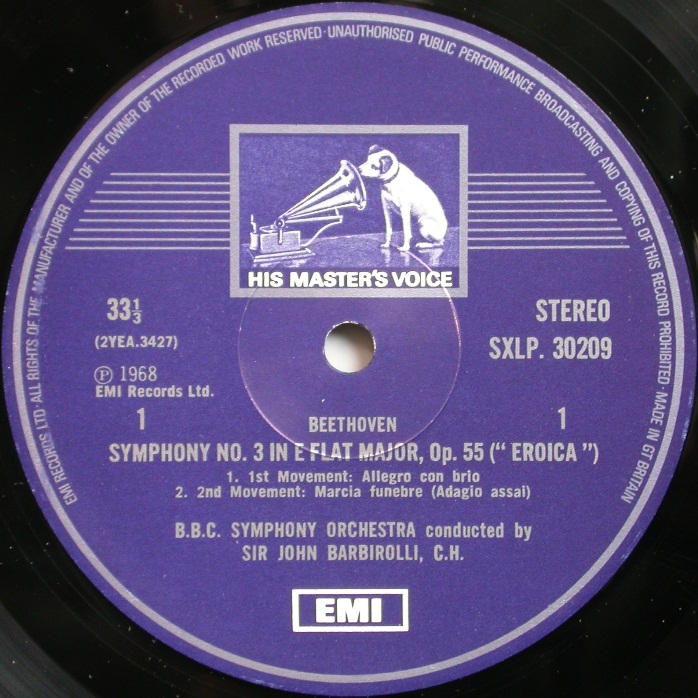 EMI RECORDS LTD·ALL RIGHTS OF THE MANUFACTURER AND OF THE OWNER OF THE RECORDED WORK RESERVED·UNAUTHORISED PUBLIC PERFORMANCE BROADCASTING AND COPYING OF THIS RECORD PROHIBITED·MADE IN GT BRITAIN
HIS MASTER'S VOICE
33⅓
STEREO
(2YEA.3427)
SXLP. 30209
℗ 1968
EMI Records Ltd.
1
1
BEETHOVEN
SYMPHONY NO. 3 IN E FLAT MAJOR, Op. 55 (“ EROICA ”)
1. 1st Movement: Allegro con brio
2. 2nd Movement: Marcia funebre (Adagio assai)
B.B.C. SYMPHONY ORCHESTRA conducted by
SIR JOHN BARBIROLLI, C.H.
EMI